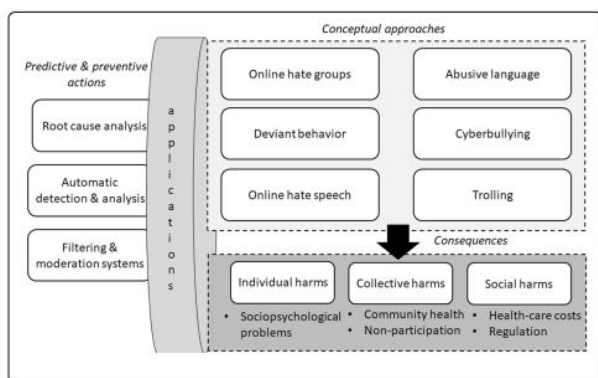 Conceptual approaches
Predictive & preventive
actions
Root cause analysis
Automatic
detection & analysis
Filtering &
moderation systems
applications
Online hate groups
Abusive language
Deviant behavior
Cyberbullying
Online hate speech
Trolling
Consequences
Individual harms
Collective harms
Social harms
• Sociopsychological
problems
• Community health
• Non-participation
• Health-care costs
• Regulation